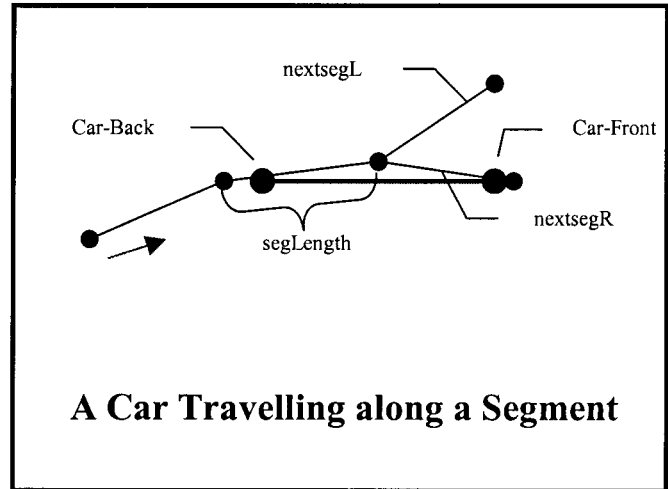 nextsegL
Car-Back
Car-Front
segLength
nextsegR
A Car Travelling along a Segment